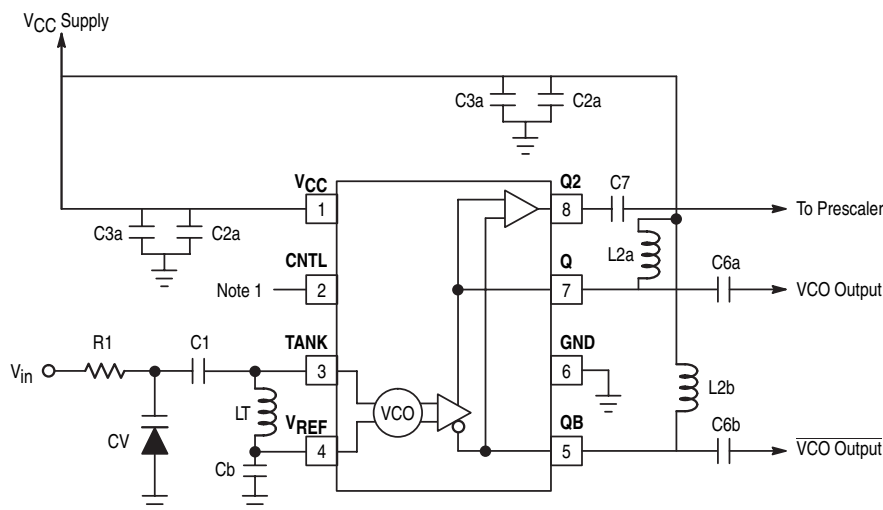 VCC Supply
C3a
C2a
VCC
1
Q2
8
C7
To Prescaler
C3a
C2a
L2a
CNTL
2
Note 1
Q
7
C6a
VCO Output
R1
C1
TANK
3
GND
6
Vin
LT
VCO
L2b
VREF
4
CV
Cb
QB
5
C6b
VCO Output